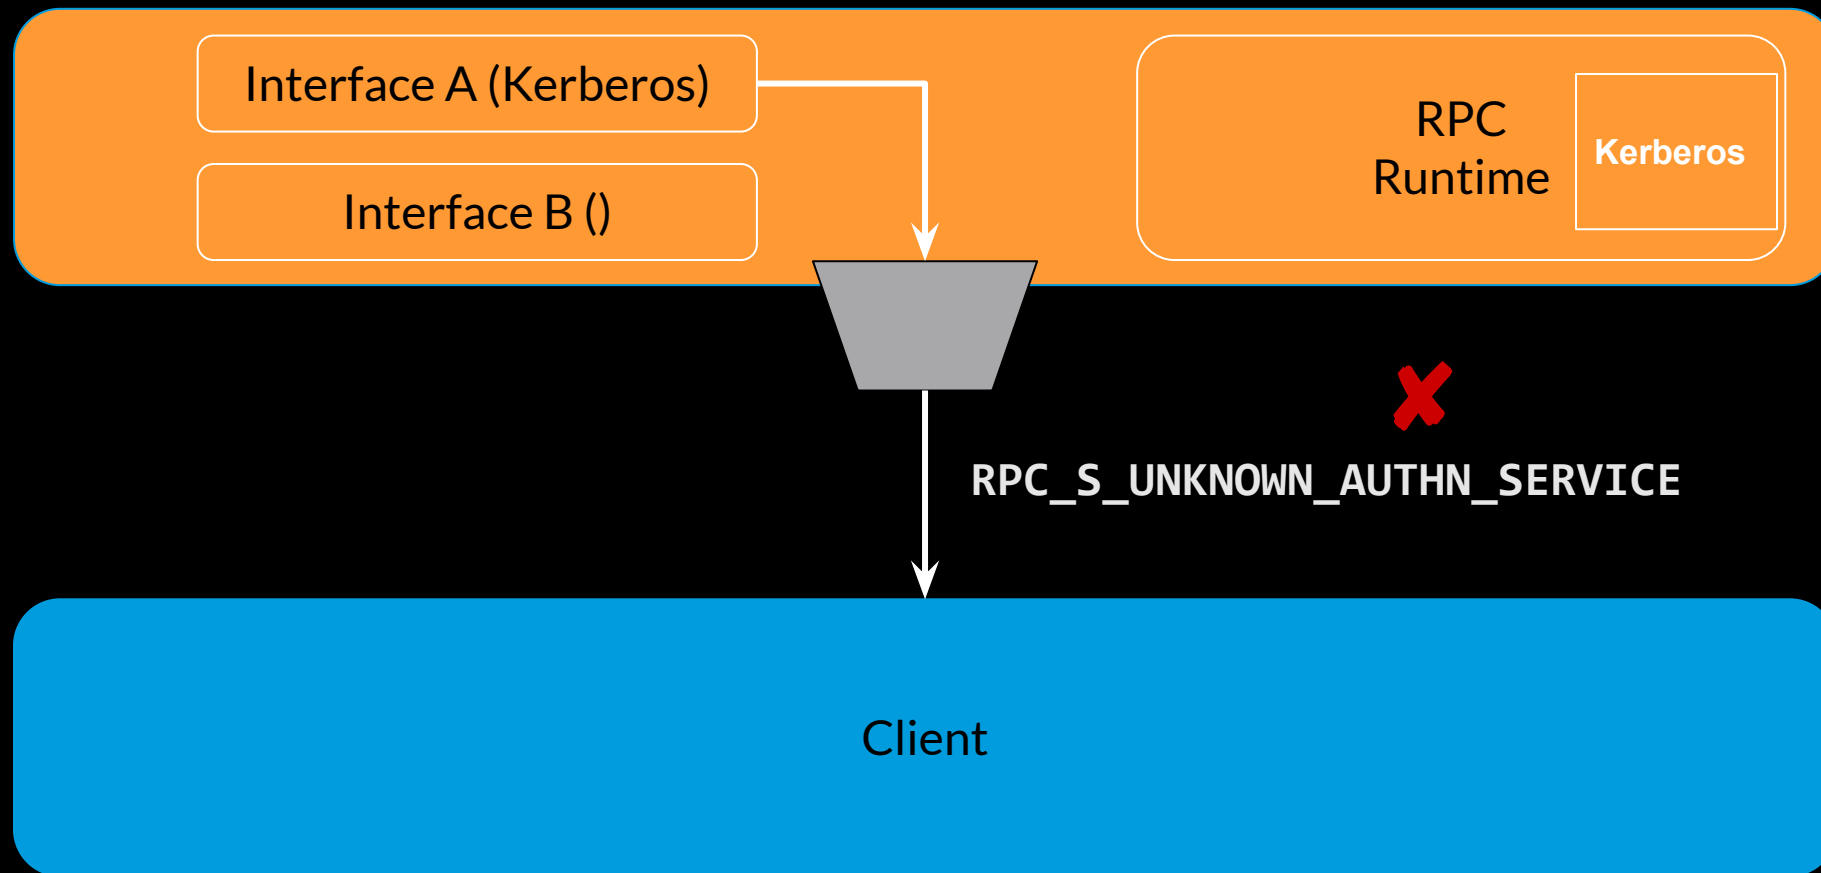 Interface A (Kerberos)
Interface B ()
RPC
Runtime
Kerberos
RPC_S_UNKNOWN_AUTHN_SERVICE
Client